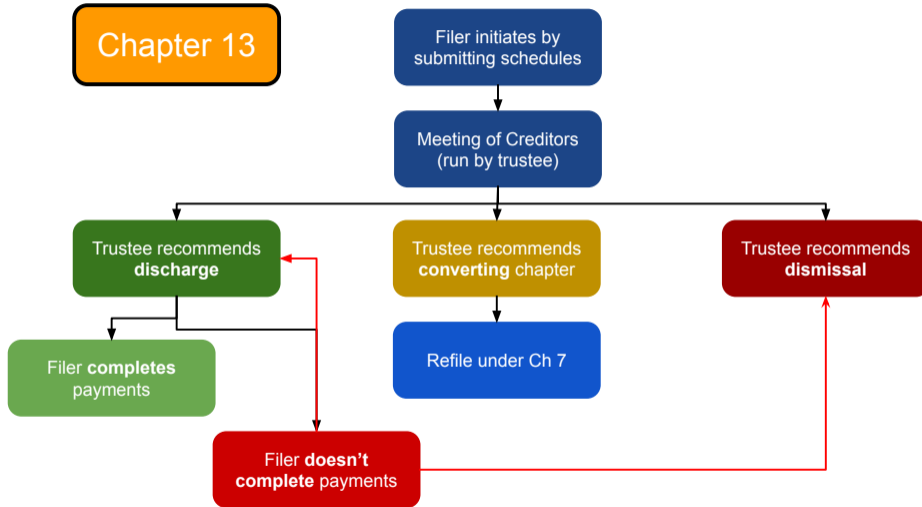 Chapter 13
Filer initiates by
submitting schedules
Meeting of Creditors
(run by trustee)
Trustee recommends
discharge
Trustee recommends
converting chapter
Trustee recommends
dismissal
Filer completes
payments
Refile under Ch 7
Filer doesn't
complete payments